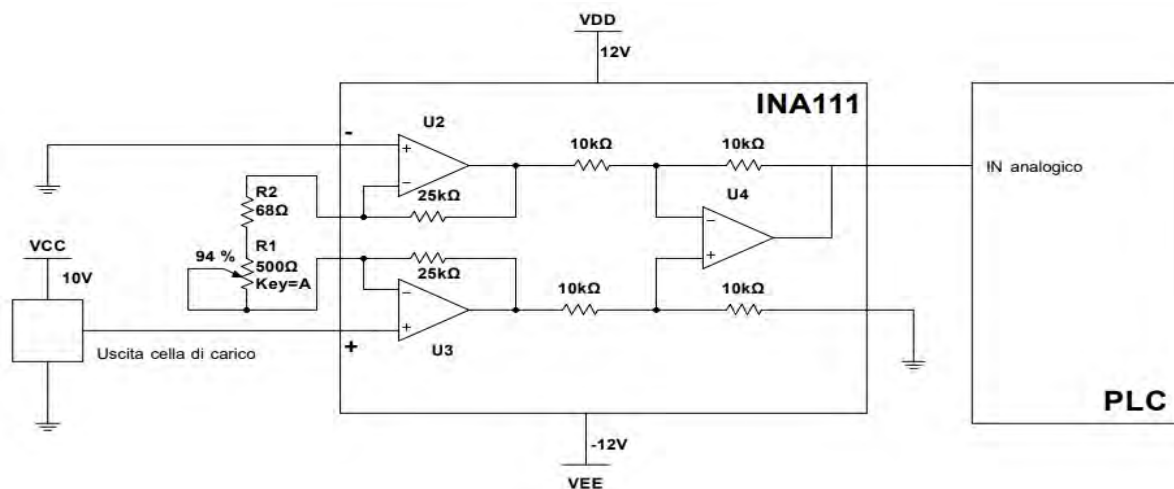 VDD
12V
INA111
-
U2
10kΩ
10kΩ
IN analogico
R2
68Ω
25kΩ
U4
VCC
10V
94 %
R1
500Ω
Key=A
25kΩ
10kΩ
10kΩ
Uscita cella di carico
+
U3
PLC
-12V
VEE